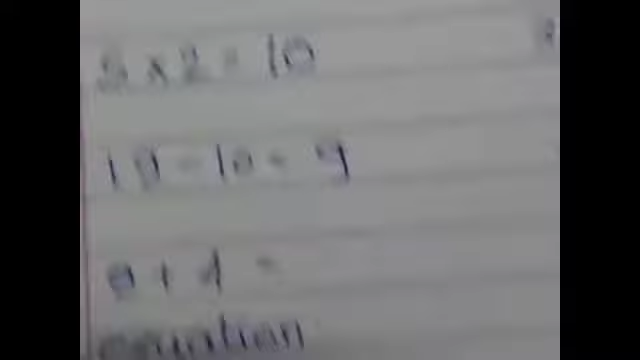 5 x 2 = 10
19 - 10 = 9
+ =
equation